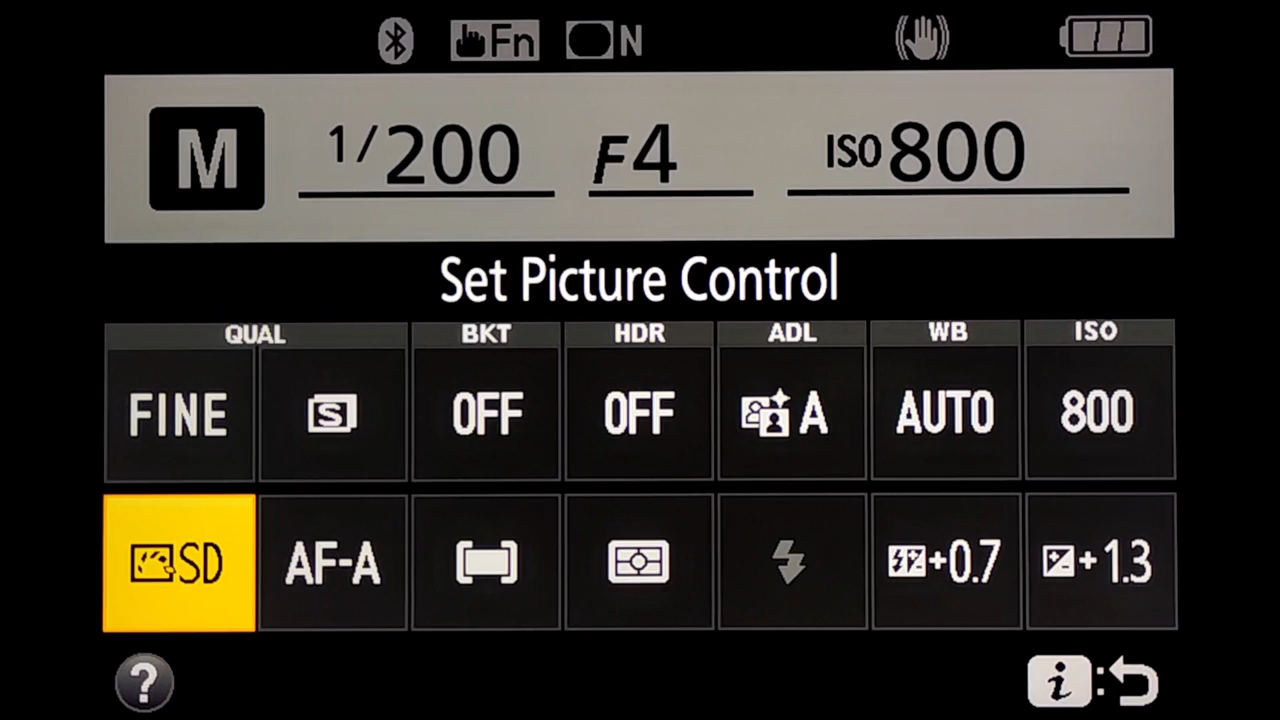 Fn N
M 1/200 F4 ISO 800
Set Picture Control
QUAL BKT HDR ADL WB ISO
FINE S OFF OFF A AUTO 800
SD AF-A +0.7 +1.3
? i: